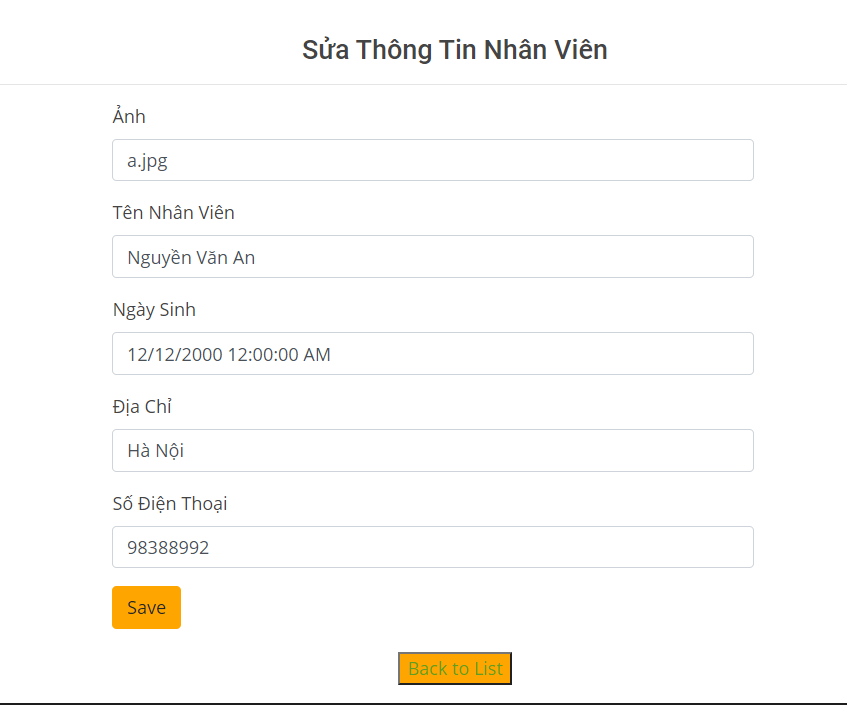 Sửa Thông Tin Nhân Viên
Ảnh
a.jpg
Tên Nhân Viên
Nguyễn Văn An
Ngày Sinh
12/12/2000 12:00:00 AM
Địa Chỉ
Hà Nội
Số Điện Thoại
98388992
Save
Back to List